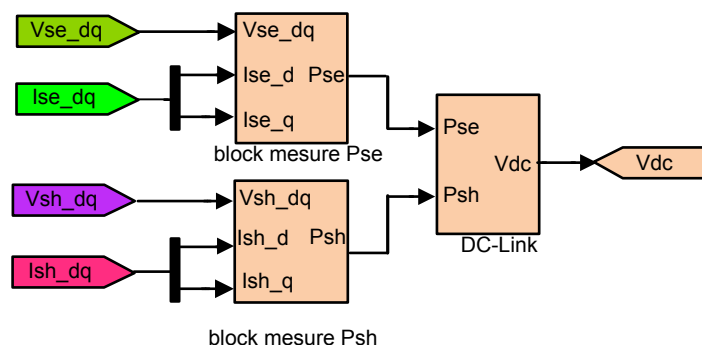 Vse_dq
Vse_dq
Ise_dq
Ise_d
Pse
Ise_q
block mesure Pse
Vsh_dq
Vsh_dq
Ish_dq
Ish_d
Psh
Ish_q
block mesure Psh
Pse
Vdc
Psh
DC-Link
Vdc